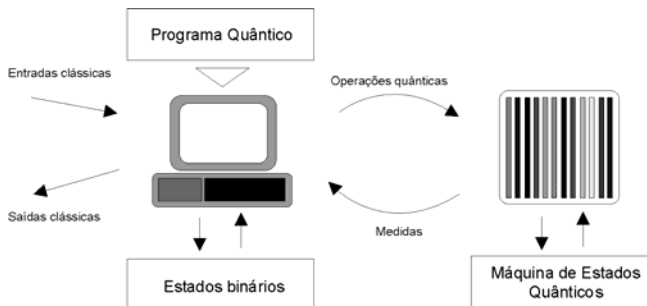 Programa Quântico
Entradas clássicas
Operações quânticas
Saídas clássicas
Medidas
Estados binários
Máquina de Estados
Quânticos